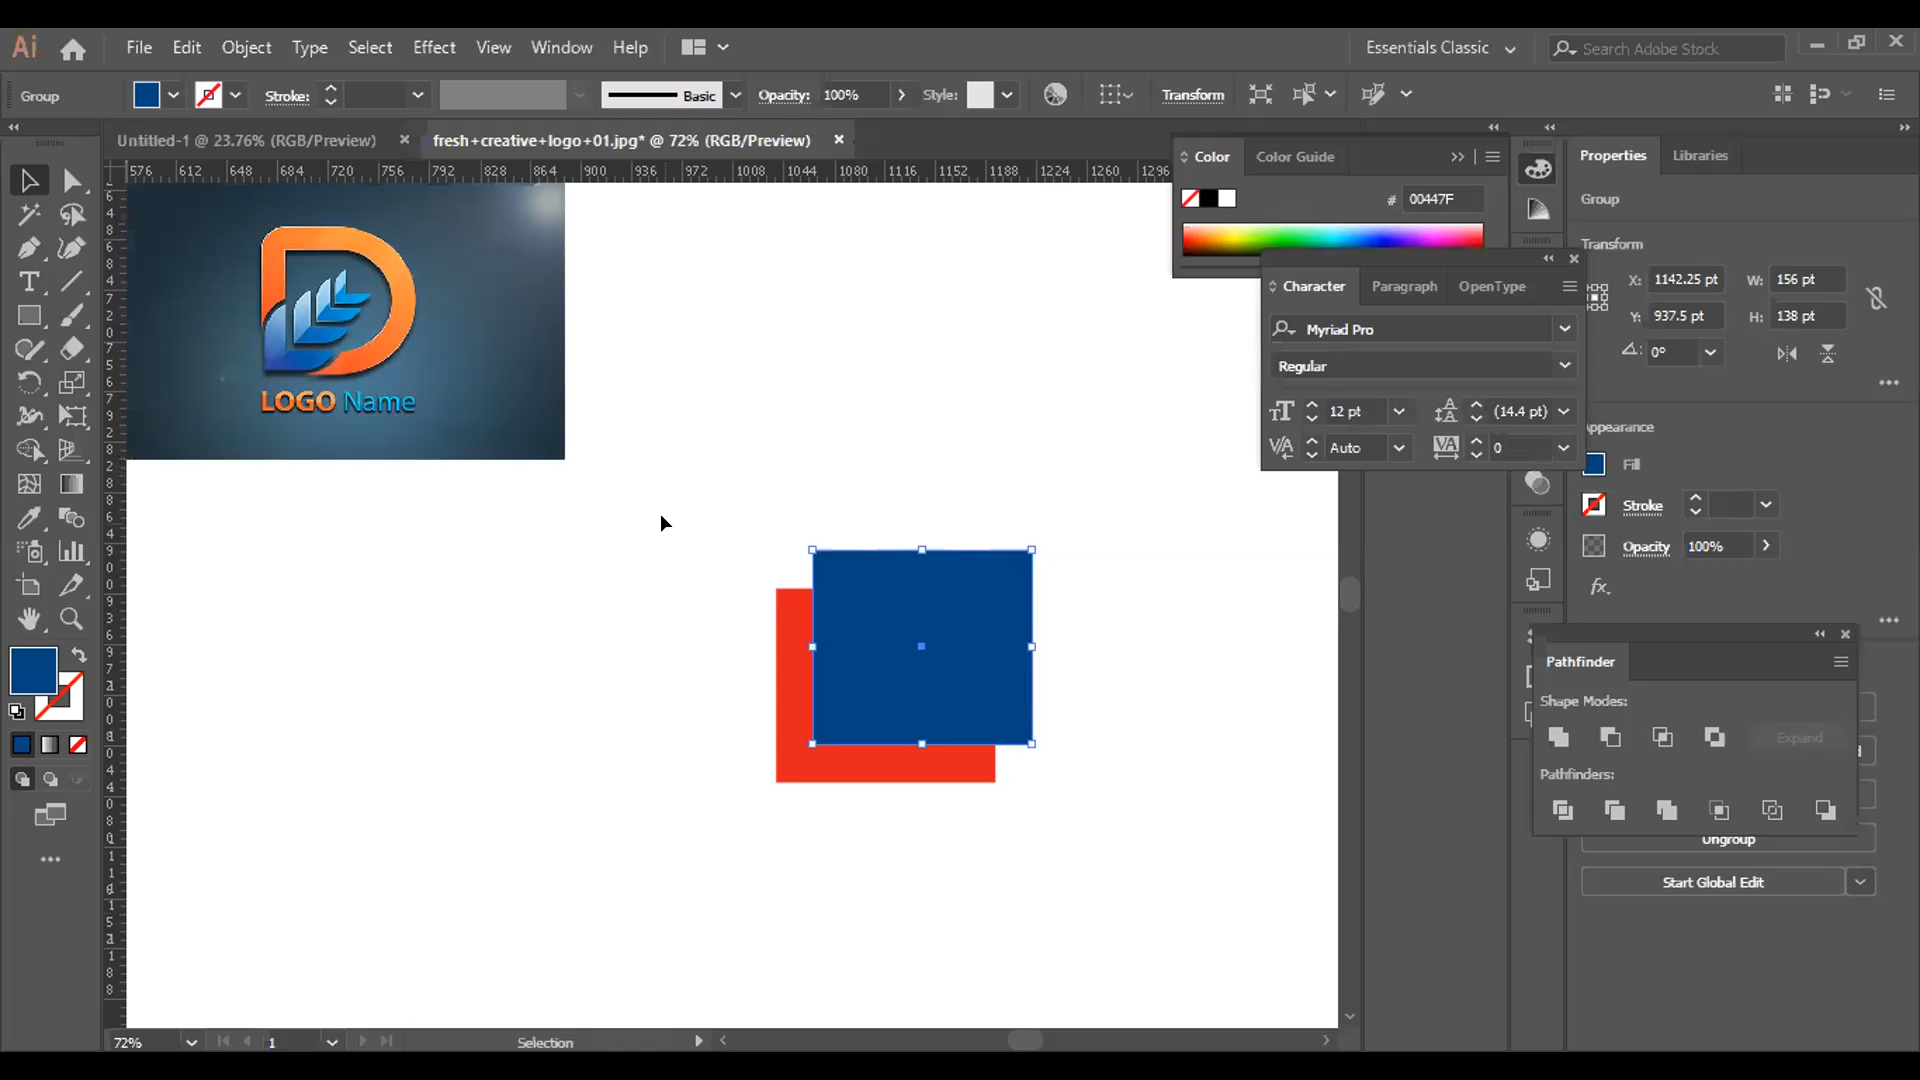 Ai File Edit Object Type Select Effect View Window Help Essentials Classic Search Adobe Stock
Group Stroke: Basic Opacity: 100% Style: Transform
Untitled-1 @ 23.76% (RGB/Preview) × fresh+creative+logo+01.jpg* @ 72% (RGB/Preview) ×
576 612 648 684 720 756 792 828 864 900 936 972 1008 1044 1080 1116 1152 1188 1224 1260 1296
Color Color Guide
# 00447F
Character Paragraph OpenType
Myriad Pro
Regular
12 pt (14.4 pt)
Auto 0
Properties Libraries
Group
Transform
X: 1142.25 pt W: 156 pt
Y: 937.5 pt H: 138 pt
0°
Appearance
Fill
Stroke
Opacity 100%
fx.
Pathfinder
Shape Modes:
Expand
Pathfinders:
Ungroup
Start Global Edit
LOGO Name
72% 1 Selection